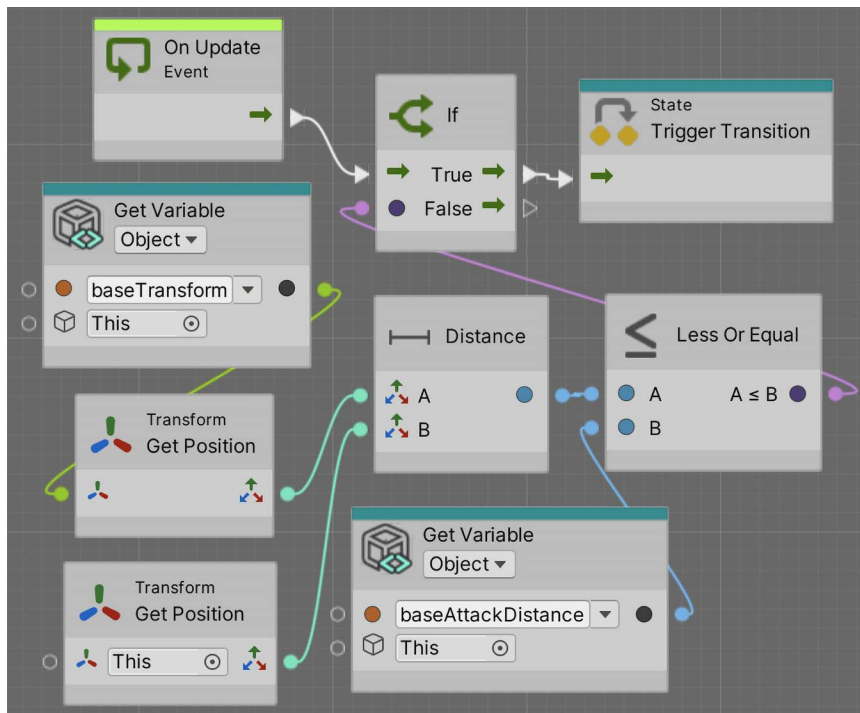 On Update
Event
If
True
False
State
Trigger Transition
Get Variable
Object
baseTransform
This
Distance
A
B
Less Or Equal
A A ≤ B
B
Transform
Get Position
Get Variable
Object
baseAttackDistance
This
Transform
Get Position
This